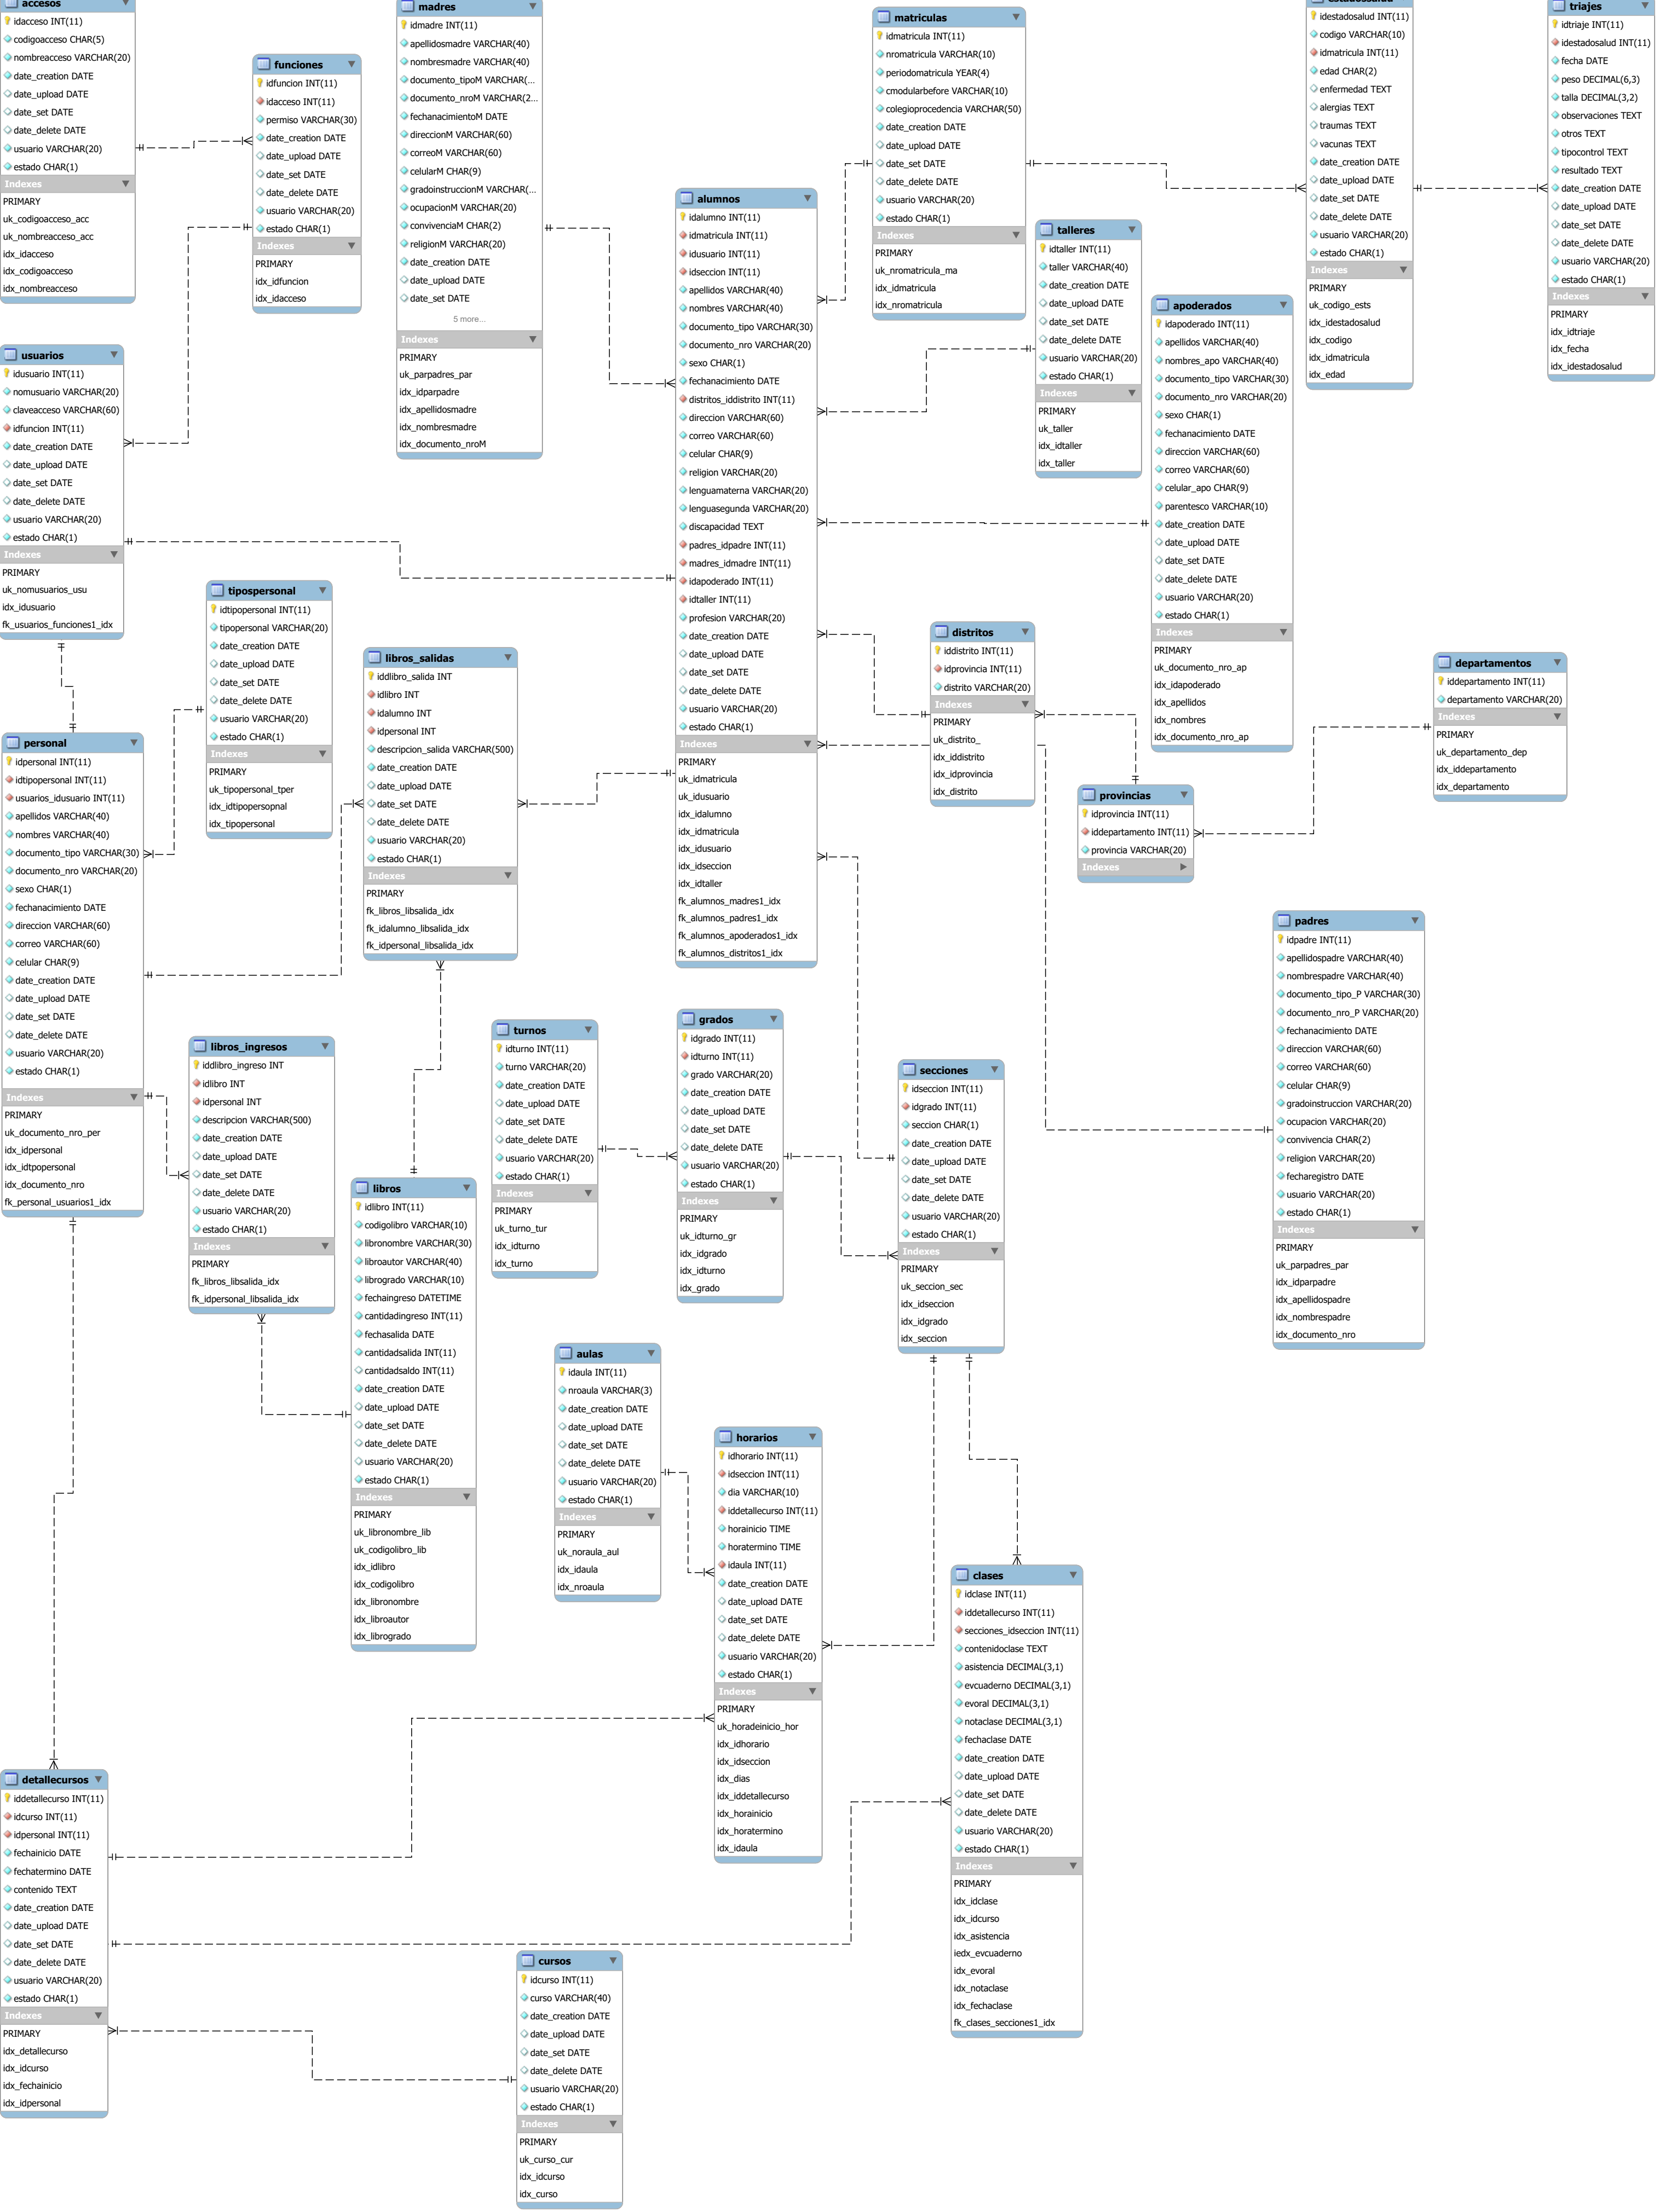 accesos
idacceso INT(11)
codigoacceso CHAR(5)
nombreacceso VARCHAR(20)
date_creation DATE
date_upload DATE
date_set DATE
date_delete DATE
usuario VARCHAR(20)
estado CHAR(1)
Indexes
PRIMARY
uk_codigoacceso_acc
uk_nombreacceso_acc
idx_idacceso
idx_codigoacceso
idx_nombreacceso
funciones
idfuncion INT(11)
idacceso INT(11)
permiso VARCHAR(30)
date_creation DATE
date_upload DATE
date_set DATE
date_delete DATE
usuario VARCHAR(20)
estado CHAR(1)
Indexes
PRIMARY
idx_idfuncion
idx_idacceso
madres
idmadre INT(11)
apellidosmadre VARCHAR(40)
nombresmadre VARCHAR(40)
documento_tipoM VARCHAR(...
documento_nroM VARCHAR(2...
fechanacimientoM DATE
direccionM VARCHAR(60)
correoM VARCHAR(60)
celularM CHAR(9)
gradoinstruccionM VARCHAR(...
ocupacionM VARCHAR(20)
convivenciaM CHAR(2)
religionM VARCHAR(20)
date_creation DATE
date_upload DATE
date_set DATE
5 more...
Indexes
PRIMARY
uk_parpadres_par
idx_idparpadre
idx_apellidosmadre
idx_nombresmadre
idx_documento_nroM
matriculas
idmatricula INT(11)
nromatricula VARCHAR(10)
periodomatricula YEAR(4)
cmodularbefore VARCHAR(10)
colegioprocedencia VARCHAR(50)
date_creation DATE
date_upload DATE
date_set DATE
date_delete DATE
usuario VARCHAR(20)
estado CHAR(1)
Indexes
PRIMARY
uk_nromatricula_ma
idx_idmatricula
idx_nromatricula
estadossalud
idestadosalud INT(11)
codigo VARCHAR(10)
idmatricula INT(11)
edad CHAR(2)
enfermedad TEXT
alergias TEXT
traumas TEXT
vacunas TEXT
date_creation DATE
date_upload DATE
date_set DATE
date_delete DATE
usuario VARCHAR(20)
estado CHAR(1)
Indexes
PRIMARY
uk_codigo_ests
idx_idestadosalud
idx_codigo
idx_idmatricula
idx_edad
triajes
idtriaje INT(11)
idestadosalud INT(11)
fecha DATE
peso DECIMAL(6,3)
talla DECIMAL(3,2)
observaciones TEXT
otros TEXT
tipocontrol TEXT
resultado TEXT
date_creation DATE
date_upload DATE
date_set DATE
date_delete DATE
usuario VARCHAR(20)
estado CHAR(1)
Indexes
PRIMARY
idx_idtriaje
idx_fecha
idx_idestadosalud
alumnos
idalumno INT(11)
idmatricula INT(11)
idusuario INT(11)
idseccion INT(11)
apellidos VARCHAR(40)
nombres VARCHAR(40)
documento_tipo VARCHAR(30)
documento_nro VARCHAR(20)
sexo CHAR(1)
fechanacimiento DATE
distritos_iddistrito INT(11)
direccion VARCHAR(60)
correo VARCHAR(60)
celular CHAR(9)
religion VARCHAR(20)
lenguamaterna VARCHAR(20)
lenguasegunda VARCHAR(20)
discapacidad TEXT
padres_idpadre INT(11)
madres_idmadre INT(11)
idapoderado INT(11)
idtaller INT(11)
profesion VARCHAR(20)
date_creation DATE
date_upload DATE
date_set DATE
date_delete DATE
usuario VARCHAR(20)
estado CHAR(1)
Indexes
PRIMARY
uk_idmatricula
uk_idusuario
idx_idalumno
idx_idmatricula
idx_idusuario
idx_idseccion
idx_idtaller
fk_alumnos_madres1_idx
fk_alumnos_padres1_idx
fk_alumnos_apoderados1_idx
fk_alumnos_distritos1_idx
talleres
idtaller INT(11)
taller VARCHAR(40)
date_creation DATE
date_upload DATE
date_set DATE
date_delete DATE
usuario VARCHAR(20)
estado CHAR(1)
Indexes
PRIMARY
uk_taller
idx_idtaller
idx_taller
apoderados
idapoderado INT(11)
apellidos VARCHAR(40)
nombres_apo VARCHAR(40)
documento_tipo VARCHAR(30)
documento_nro VARCHAR(20)
sexo CHAR(1)
fechanacimiento DATE
direccion VARCHAR(60)
correo VARCHAR(60)
celular_apo CHAR(9)
parentesco VARCHAR(10)
date_creation DATE
date_upload DATE
date_set DATE
date_delete DATE
usuario VARCHAR(20)
estado CHAR(1)
Indexes
PRIMARY
uk_documento_nro_ap
idx_idapoderado
idx_apellidos
idx_nombres
idx_documento_nro_ap
usuarios
idusuario INT(11)
nomusuario VARCHAR(20)
claveacceso VARCHAR(60)
idfuncion INT(11)
date_creation DATE
date_upload DATE
date_set DATE
date_delete DATE
usuario VARCHAR(20)
estado CHAR(1)
Indexes
PRIMARY
uk_nomusuarios_usu
idx_idusuario
fk_usuarios_funciones1_idx
tipospersonal
idtipopersonal INT(11)
tipopersonal VARCHAR(20)
date_creation DATE
date_upload DATE
date_set DATE
date_delete DATE
usuario VARCHAR(20)
estado CHAR(1)
Indexes
PRIMARY
uk_tipopersonal_tper
idx_idtipopersopnal
idx_tipopersonal
libros_salidas
iddlibro_salida INT
idlibro INT
idalumno INT
idpersonal INT
descripcion_salida VARCHAR(500)
date_creation DATE
date_upload DATE
date_set DATE
date_delete DATE
usuario VARCHAR(20)
estado CHAR(1)
Indexes
PRIMARY
fk_libros_libsalida_idx
fk_idalumno_libsalida_idx
fk_idpersonal_libsalida_idx
distritos
iddistrito INT(11)
idprovincia INT(11)
distrito VARCHAR(20)
Indexes
PRIMARY
uk_distrito_
idx_iddistrito
idx_idprovincia
idx_distrito
departamentos
iddepartamento INT(11)
departamento VARCHAR(20)
Indexes
PRIMARY
uk_departamento_dep
idx_iddepartamento
idx_departamento
provincias
idprovincia INT(11)
iddepartamento INT(11)
provincia VARCHAR(20)
Indexes
personal
idpersonal INT(11)
idtipopersonal INT(11)
usuarios_idusuario INT(11)
apellidos VARCHAR(40)
nombres VARCHAR(40)
documento_tipo VARCHAR(30)
documento_nro VARCHAR(20)
sexo CHAR(1)
fechanacimiento DATE
direccion VARCHAR(60)
correo VARCHAR(60)
celular CHAR(9)
date_creation DATE
date_upload DATE
date_set DATE
date_delete DATE
usuario VARCHAR(20)
estado CHAR(1)
Indexes
PRIMARY
uk_documento_nro_per
idx_idpersonal
idx_idtpopersonal
idx_documento_nro
fk_personal_usuarios1_idx
padres
idpadre INT(11)
apellidospadre VARCHAR(40)
nombrespadre VARCHAR(40)
documento_tipo_P VARCHAR(30)
documento_nro_P VARCHAR(20)
fechanacimiento DATE
direccion VARCHAR(60)
correo VARCHAR(60)
celular CHAR(9)
gradoinstruccion VARCHAR(20)
ocupacion VARCHAR(20)
convivencia CHAR(2)
religion VARCHAR(20)
fecharegistro DATE
usuario VARCHAR(20)
estado CHAR(1)
Indexes
PRIMARY
uk_parpadres_par
idx_idparpadre
idx_apellidospadre
idx_nombrespadre
idx_documento_nro
libros_ingresos
iddlibro_ingreso INT
idlibro INT
idpersonal INT
descripcion VARCHAR(500)
date_creation DATE
date_upload DATE
date_set DATE
date_delete DATE
usuario VARCHAR(20)
estado CHAR(1)
Indexes
PRIMARY
fk_libros_libsalida_idx
fk_idpersonal_libsalida_idx
turnos
idturno INT(11)
turno VARCHAR(20)
date_creation DATE
date_upload DATE
date_set DATE
date_delete DATE
usuario VARCHAR(20)
estado CHAR(1)
Indexes
PRIMARY
uk_turno_tur
idx_idturno
idx_turno
grados
idgrado INT(11)
idturno INT(11)
grado VARCHAR(20)
date_creation DATE
date_upload DATE
date_set DATE
date_delete DATE
usuario VARCHAR(20)
estado CHAR(1)
Indexes
PRIMARY
uk_idturno_gr
idx_idgrado
idx_idturno
idx_grado
secciones
idseccion INT(11)
idgrado INT(11)
seccion CHAR(1)
date_creation DATE
date_upload DATE
date_set DATE
date_delete DATE
usuario VARCHAR(20)
estado CHAR(1)
Indexes
PRIMARY
uk_seccion_sec
idx_idseccion
idx_idgrado
idx_seccion
libros
idlibro INT(11)
codigolibro VARCHAR(10)
libronombre VARCHAR(30)
libroautor VARCHAR(40)
librogrado VARCHAR(10)
fechaingreso DATETIME
cantidadingreso INT(11)
fechasalida DATE
cantidadsalida INT(11)
cantidadsaldo INT(11)
date_creation DATE
date_upload DATE
date_set DATE
date_delete DATE
usuario VARCHAR(20)
estado CHAR(1)
Indexes
PRIMARY
uk_libronombre_lib
uk_codigolibro_lib
idx_idlibro
idx_codigolibro
idx_libronombre
idx_libroautor
idx_librogrado
aulas
idaula INT(11)
nroaula VARCHAR(3)
date_creation DATE
date_upload DATE
date_set DATE
date_delete DATE
usuario VARCHAR(20)
estado CHAR(1)
Indexes
PRIMARY
uk_noraula_aul
idx_idaula
idx_nroaula
horarios
idhorario INT(11)
idseccion INT(11)
dia VARCHAR(10)
iddetallecurso INT(11)
horainicio TIME
horatermino TIME
idaula INT(11)
date_creation DATE
date_upload DATE
date_set DATE
date_delete DATE
usuario VARCHAR(20)
estado CHAR(1)
Indexes
PRIMARY
uk_horadeinicio_hor
idx_idhorario
idx_idseccion
idx_dias
idx_iddetallecurso
idx_horainicio
idx_horatermino
idx_idaula
clases
idclase INT(11)
iddetallecurso INT(11)
secciones_idseccion INT(11)
contenidoclase TEXT
asistencia DECIMAL(3,1)
evcuaderno DECIMAL(3,1)
evoral DECIMAL(3,1)
notaclase DECIMAL(3,1)
fechaclase DATE
date_creation DATE
date_upload DATE
date_set DATE
date_delete DATE
usuario VARCHAR(20)
estado CHAR(1)
Indexes
PRIMARY
idx_idclase
idx_idcurso
idx_asistencia
iedx_evcuaderno
idx_evoral
idx_notaclase
idx_fechaclase
fk_clases_secciones1_idx
detallecursos
iddetallecurso INT(11)
idcurso INT(11)
idpersonal INT(11)
fechainicio DATE
fechatermino DATE
contenido TEXT
date_creation DATE
date_upload DATE
date_set DATE
date_delete DATE
usuario VARCHAR(20)
estado CHAR(1)
Indexes
PRIMARY
idx_detallecurso
idx_idcurso
idx_fechainicio
idx_idpersonal
cursos
idcurso INT(11)
curso VARCHAR(40)
date_creation DATE
date_upload DATE
date_set DATE
date_delete DATE
usuario VARCHAR(20)
estado CHAR(1)
Indexes
PRIMARY
uk_curso_cur
idx_idcurso
idx_curso